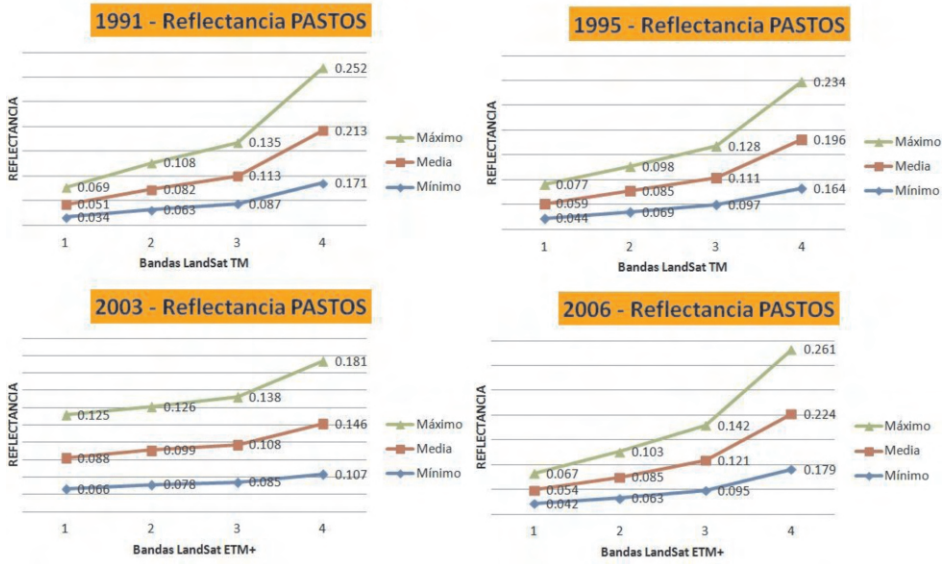 1991 - Reflectancia PASTOS
REFLECTANCIA
0.252
0.213
0.171
0.135
0.113
0.087
0.108
0.082
0.063
0.069
0.051
0.034
Máximo
Media
Mínimo
1 2 3 4
Bandas LandSat TM
1995 - Reflectancia PASTOS
REFLECTANCIA
0.234
0.196
0.164
0.128
0.111
0.097
0.098
0.085
0.069
0.077
0.059
0.044
Máximo
Media
Mínimo
1 2 3 4
Bandas LandSat TM
2003 - Reflectancia PASTOS
REFLECTANCIA
0.181
0.146
0.107
0.138
0.108
0.085
0.126
0.099
0.078
0.125
0.088
0.066
Máximo
Media
Mínimo
1 2 3 4
Bandas LandSat ETM+
2006 - Reflectancia PASTOS
REFLECTANCIA
0.261
0.224
0.179
0.142
0.121
0.095
0.103
0.085
0.063
0.067
0.054
0.042
Máximo
Media
Mínimo
1 2 3 4
Bandas LandSat ETM+